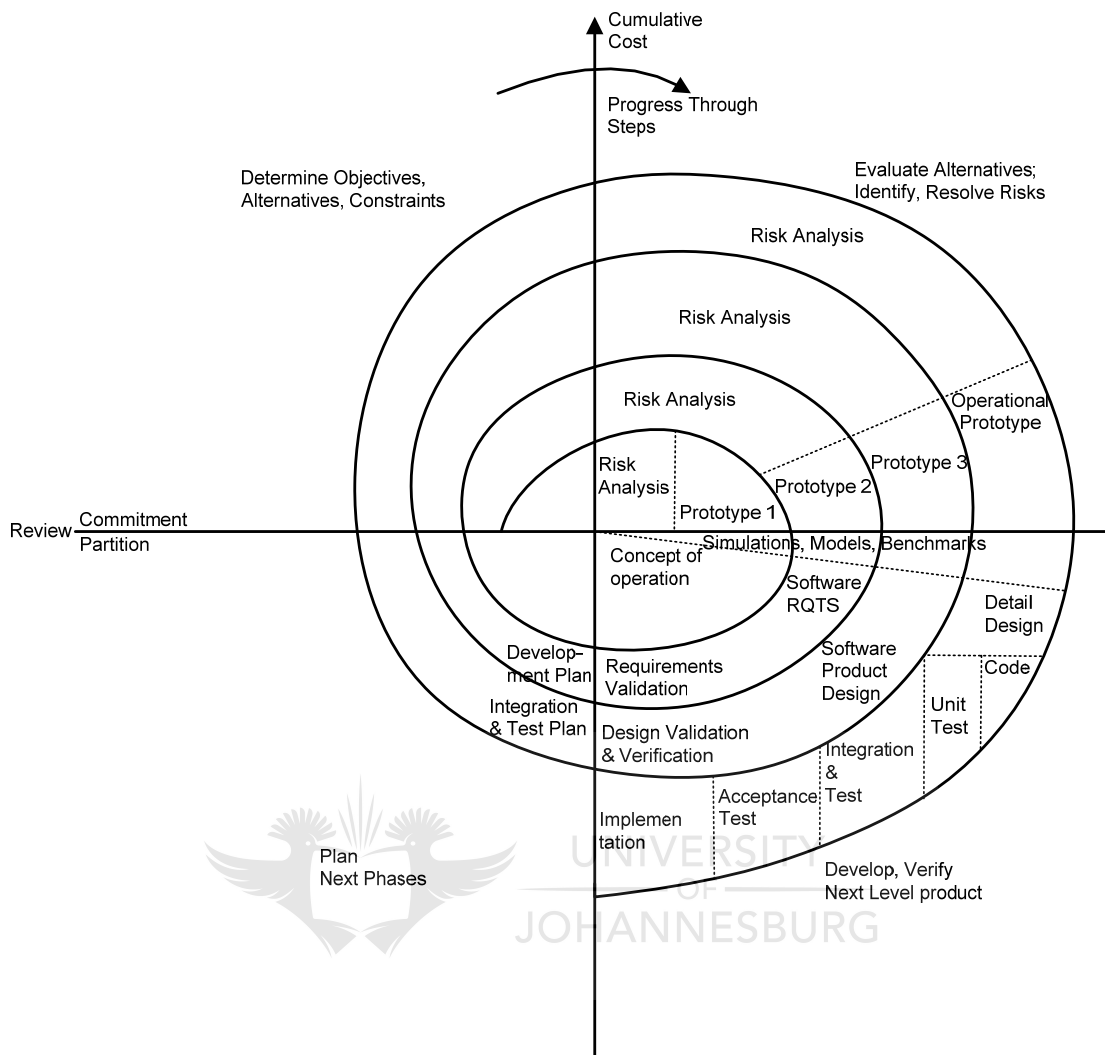 Cumulative
Cost
Progress Through
Steps
Determine Objectives,
Alternatives, Constraints
Evaluate Alternatives;
Identify, Resolve Risks
Risk Analysis
Risk Analysis
Risk Analysis
Operational
Prototype
Prototype 3
Risk
Analysis
Prototype 2
Prototype 1
Review
Commitment
Partition
Simulations, Models, Benchmarks
Concept of
operation
Software
RQTS
Detail
Design
Develop-
ment Plan
Requirements
Validation
Software
Product
Design
Code
Unit
Test
Integration
& Test Plan
Design Validation
& Verification
Integration
&
Test
Acceptance
Test
Implemen
tation
Plan
Next Phases
Develop, Verify
Next Level product
UNIVERSITY
OF
JOHANNESBURG